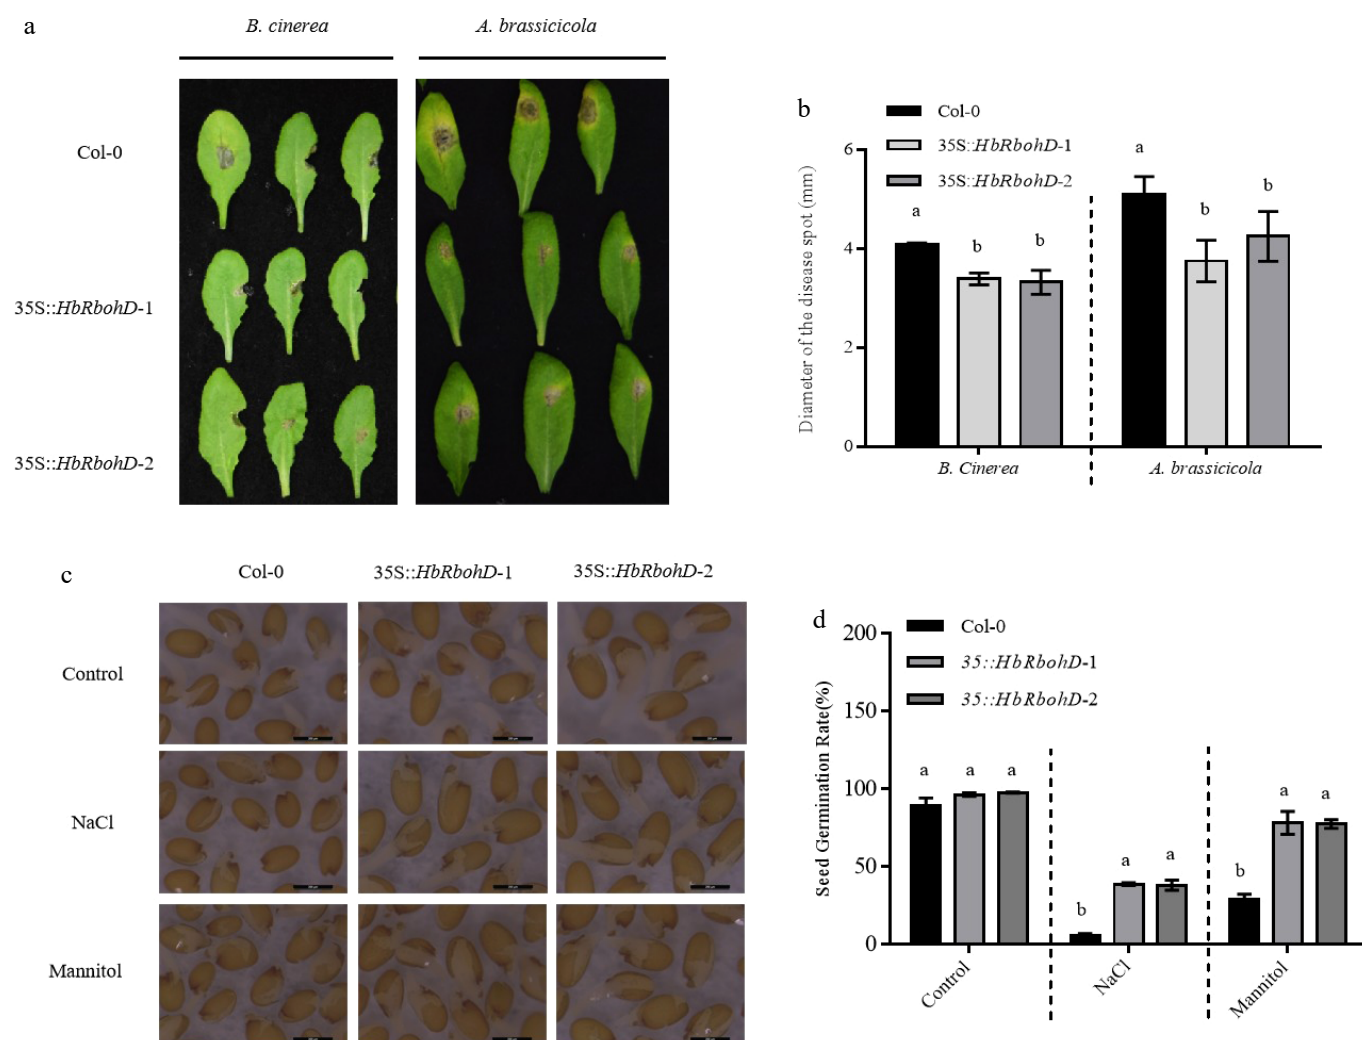 a
B. cinerea
A. brassicicola
Col-0
35S::HbRbohD-1
35S::HbRbohD-2
b
Col-0
35S::HbRbohD-1
35S::HbRbohD-2
Diameter of the disease spot (mm)
6
4
2
0
a
b
b
a
b
b
B. Cinerea
A. brassicicola
c
Col-0
35S::HbRbohD-1
35S::HbRbohD-2
Control
NaCl
Mannitol
d
Col-0
35::HbRbohD-1
35::HbRbohD-2
Seed Germination Rate(%)
200
150
100
50
0
a
a
a
b
a
a
b
a
a
Control
NaCl
Mannitol